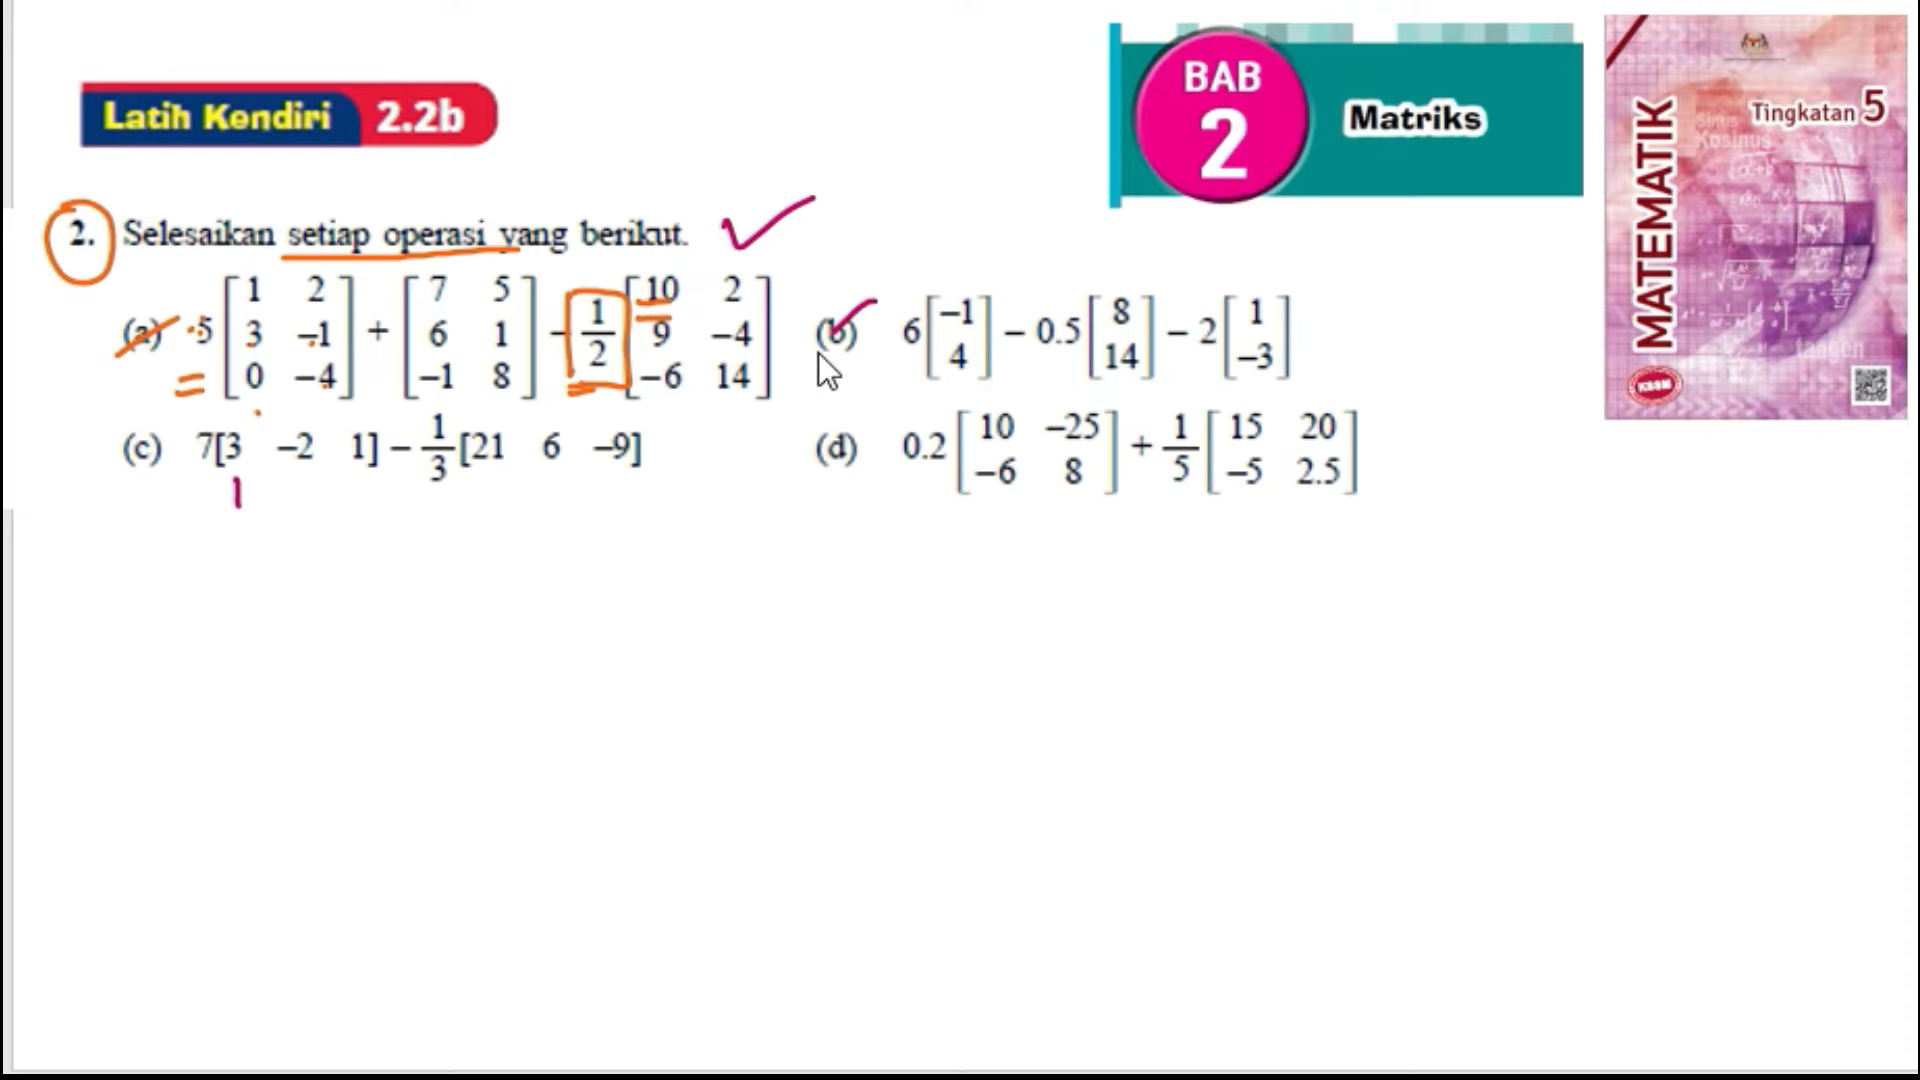 BAB
2
Matriks
Latih Kendiri 2.2b
MATEMATIK
Tingkatan 5
Kosinus
tangen
KSSM
2. Selesaikan setiap operasi yang berikut.
(a) 5 [1 2; 3 –1; 0 –4] + [7 5; 6 1; –1 8] – 1/2 [10 2; 9 –4; –6 14]
(b) 6 [–1; 4] – 0.5 [8; 14] – 2 [1; –3]
(c) 7[3 –2 1] – 1/3 [21 6 –9]
(d) 0.2 [10 –25; –6 8] + 1/5 [15 20; –5 2.5]